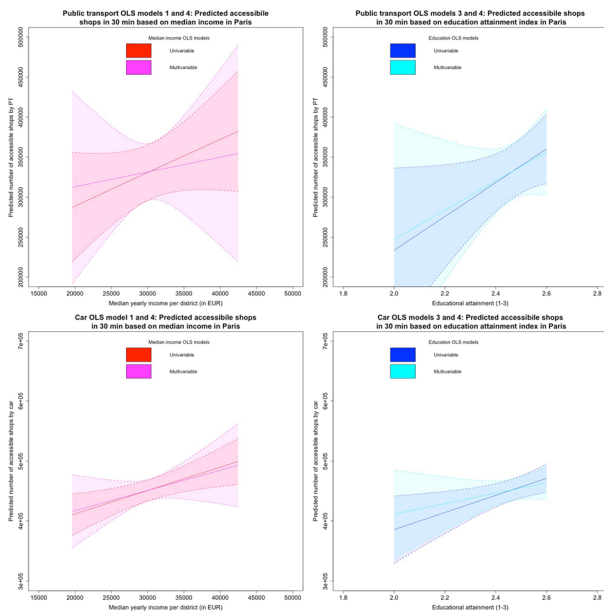 Public transport OLS models 1 and 4: Predicted accessibile
shops in 30 min based on median income in Paris
Median income OLS models
Univariable
Multivariable
Predicted number of accessible shops by PT
500000
450000
400000
350000
300000
250000
200000
15000 20000 25000 30000 35000 40000 45000 50000
Median yearly income per district (in EUR)
Public transport OLS models 3 and 4: Predicted accessible shops
in 30 min based on education attainment index in Paris
Education OLS models
Univariable
Multivariable
Predicted number of accessible shops by PT
500000
450000
400000
350000
300000
250000
200000
1.8 2.0 2.2 2.4 2.6 2.8
Educational attainment (1-3)
Car OLS model 1 and 4: Predicted accessible shops
in 30 min based on median income in Paris
Median income OLS models
Univariable
Multivariable
Predicted number of accessible shops by car
7e+05
6e+05
5e+05
4e+05
3e+05
15000 20000 25000 30000 35000 40000 45000 50000
Median yearly income per district (in EUR)
Car OLS models 3 and 4: Predicted accessible shops
in 30 min based on education attainment index in Paris
Education OLS models
Univariable
Multivariable
Predicted number of accessible shops by car
7e+05
6e+05
5e+05
4e+05
3e+05
1.8 2.0 2.2 2.4 2.6 2.8
Educational attainment (1-3)